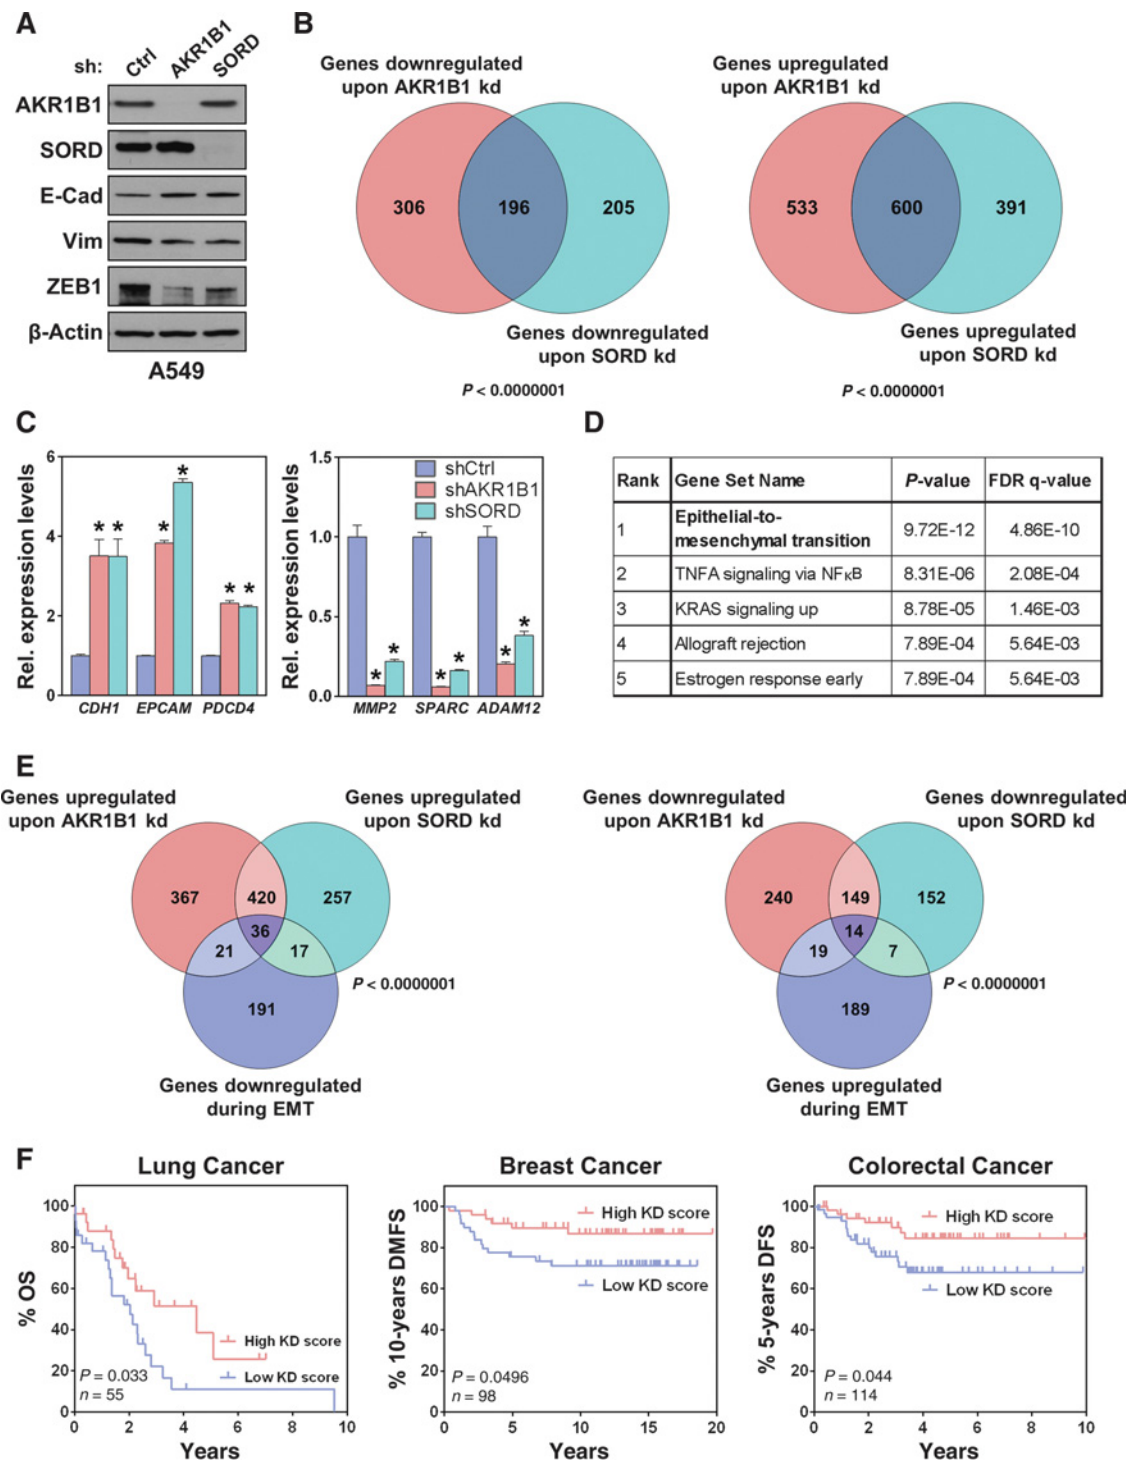 A
sh: Ctrl AKR1B1 SORD
AKR1B1
SORD
E-Cad
Vim
ZEB1
β-Actin
A549
B
Genes downregulated
upon AKR1B1 kd
306 196 205
Genes downregulated
upon SORD kd
P < 0.0000001
Genes upregulated
upon AKR1B1 kd
533 600 391
Genes upregulated
upon SORD kd
P < 0.0000001
C
Rel. expression levels
6
4
2
0
* * * * * *
CDH1 EPCAM PDCD4
Rel. expression levels
1.5
1.0
0.5
0.0
shCtrl
shAKR1B1
shSORD
* * * * * *
MMP2 SPARC ADAM12
D
Rank Gene Set Name P-value FDR q-value
1 Epithelial-to-
mesenchymal transition 9.72E-12 4.86E-10
2 TNFA signaling via NFκB 8.31E-06 2.08E-04
3 KRAS signaling up 8.78E-05 1.46E-03
4 Allograft rejection 7.89E-04 5.64E-03
5 Estrogen response early 7.89E-04 5.64E-03
E
Genes upregulated
upon AKR1B1 kd
Genes upregulated
upon SORD kd
367 420 257
36
21 17
191
P < 0.0000001
Genes downregulated
during EMT
Genes downregulated
upon AKR1B1 kd
Genes downregulated
upon SORD kd
240 149 152
14
19 7
189
P < 0.0000001
Genes upregulated
during EMT
F
Lung Cancer
% OS
100
80
60
40
20
0
High KD score
Low KD score
P = 0.033
n = 55
0 2 4 6 8 10
Years
Breast Cancer
% 10-years DMFS
100
80
60
40
20
0
High KD score
Low KD score
P = 0.0496
n = 98
0 5 10 15 20
Years
Colorectal Cancer
% 5-years DFS
100
80
60
40
20
0
High KD score
Low KD score
P = 0.044
n = 114
0 2 4 6 8 10
Years